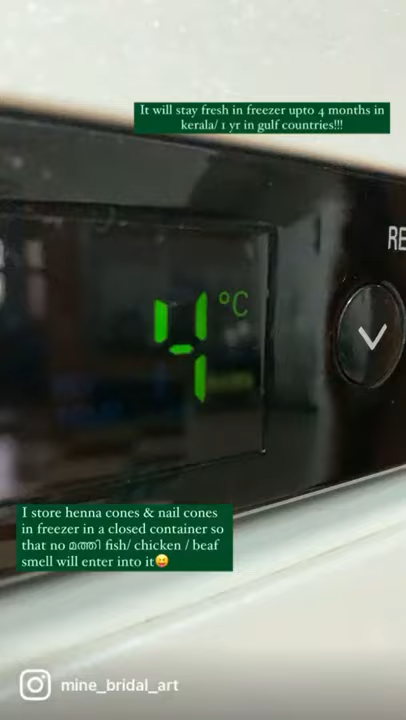 It will stay fresh in freezer upto 4 months in
kerala/ 1 yr in gulf countries!!!
RE
°C
4
I store henna cones & nail cones
in freezer in a closed container so
that no മത്തി fish/ chicken / beaf
smell will enter into it😝
mine_bridal_art